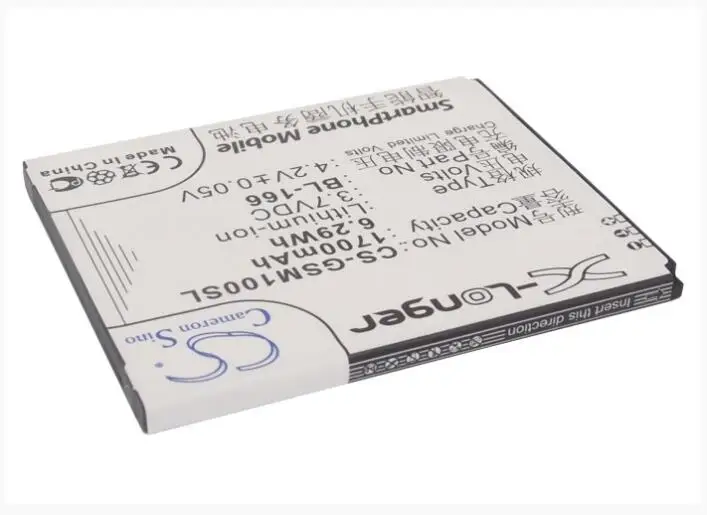 X-Longer
型号Model No.: CS-GSM100SL
容量Capacity 1700mAh
6.29Wh
规格Type Lithium-Ion
电压Volts 3.7VDC
编号Part No. BL-166
充电限制电压 4.2V±0.05V
Charge Limited Volts
智能手机商务电池
SmartPhone Mobile
CE
Made in China
CS
Cameron Sino
Insert this direction